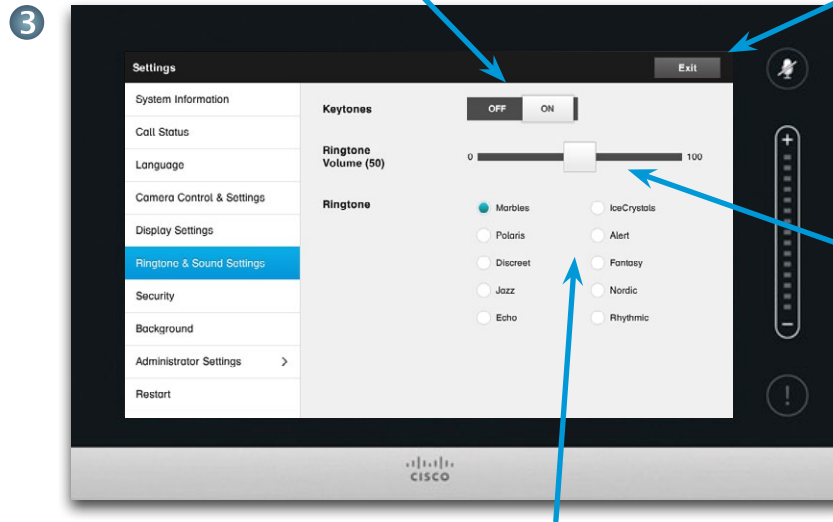 3
Settings
Exit
System Information
Call Status
Language
Camera Control & Settings
Display Settings
Ringtone & Sound Settings
Security
Background
Administrator Settings >
Restart
Keytones
OFF ON
Ringtone
Volume (50)
0 100
Ringtone
Marbles IceCrystals
Polaris Alert
Discreet Fantasy
Jazz Nordic
Echo Rhythmic
+
−
!
CISCO